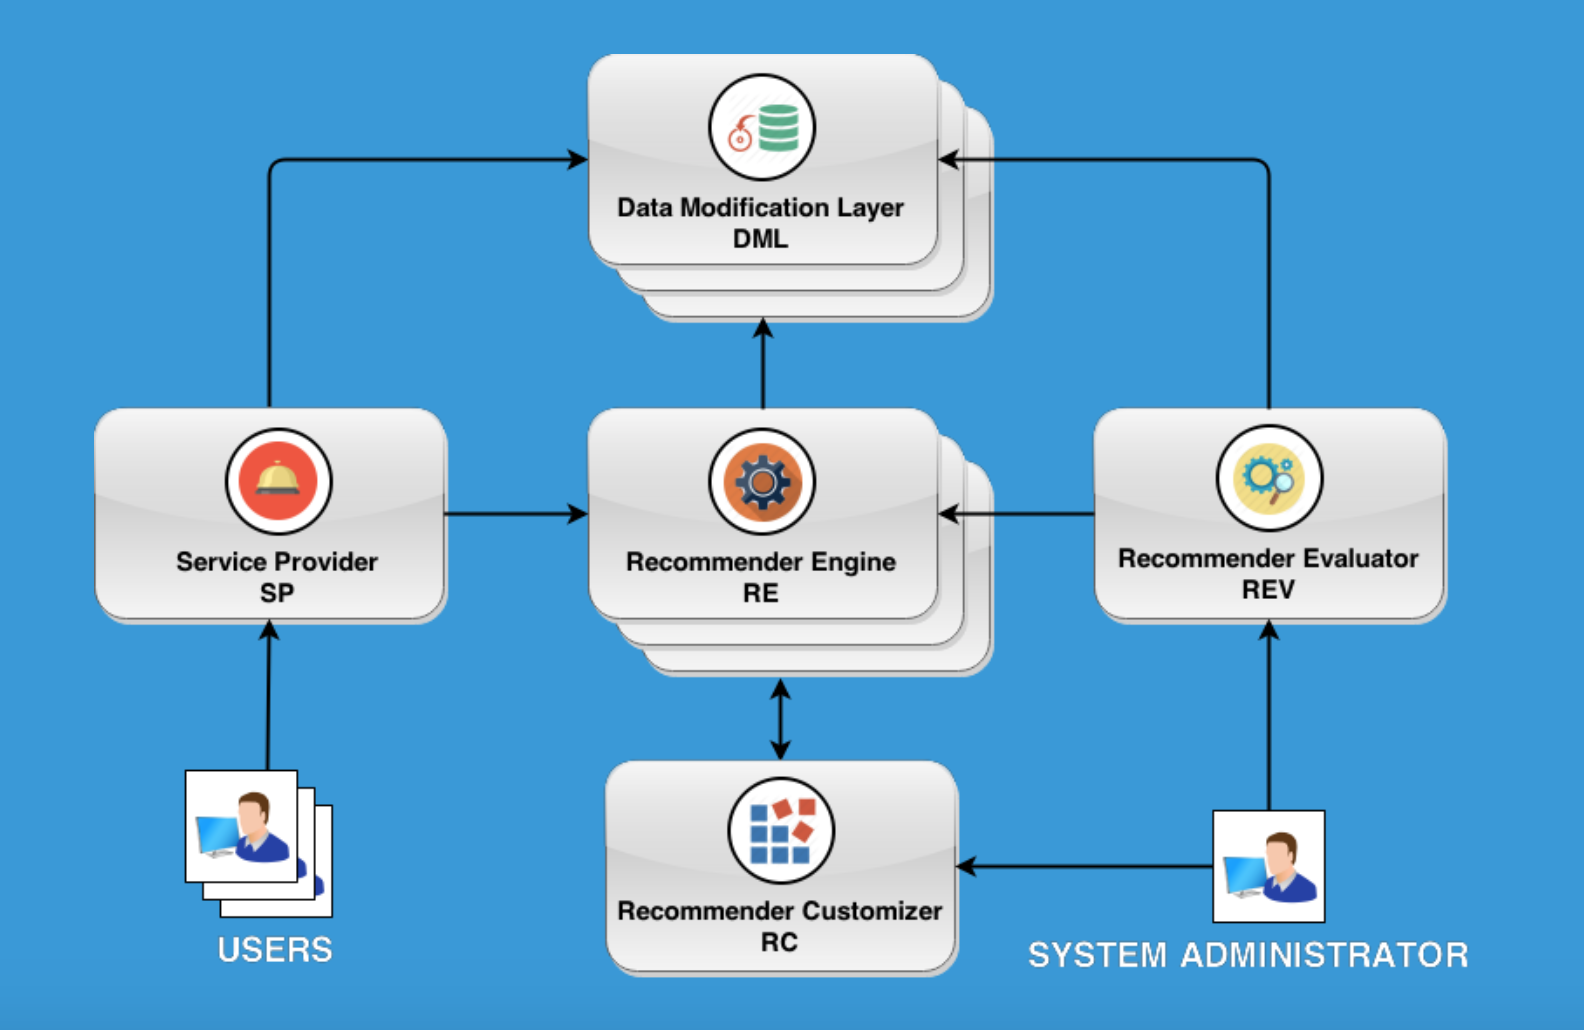 Data Modification Layer
DML
Service Provider
SP
Recommender Engine
RE
Recommender Evaluator
REV
Recommender Customizer
RC
USERS
SYSTEM ADMINISTRATOR